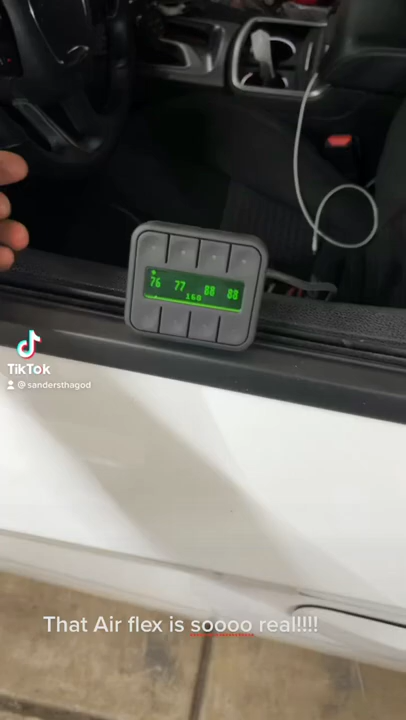 76 77 88 88
160
TikTok
@sandersthagod
That Air flex is soooo real!!!!